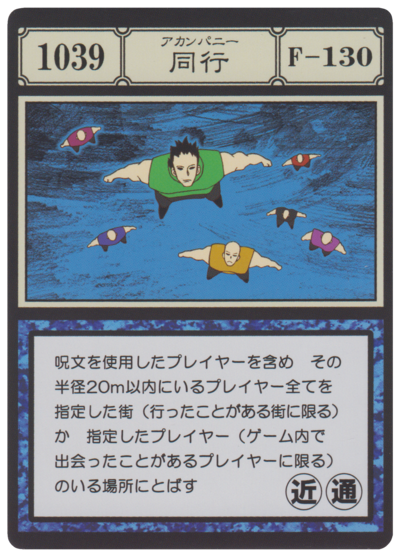 1039
アカンパニー
同行
F-130
呪文を使用したプレイヤーを含め　その
半径20m以内にいるプレイヤー全てを
指定した街（行ったことがある街に限る）
か　指定したプレイヤー（ゲーム内で
出会ったことがあるプレイヤーに限る）
のいる場所にとばす
近 通